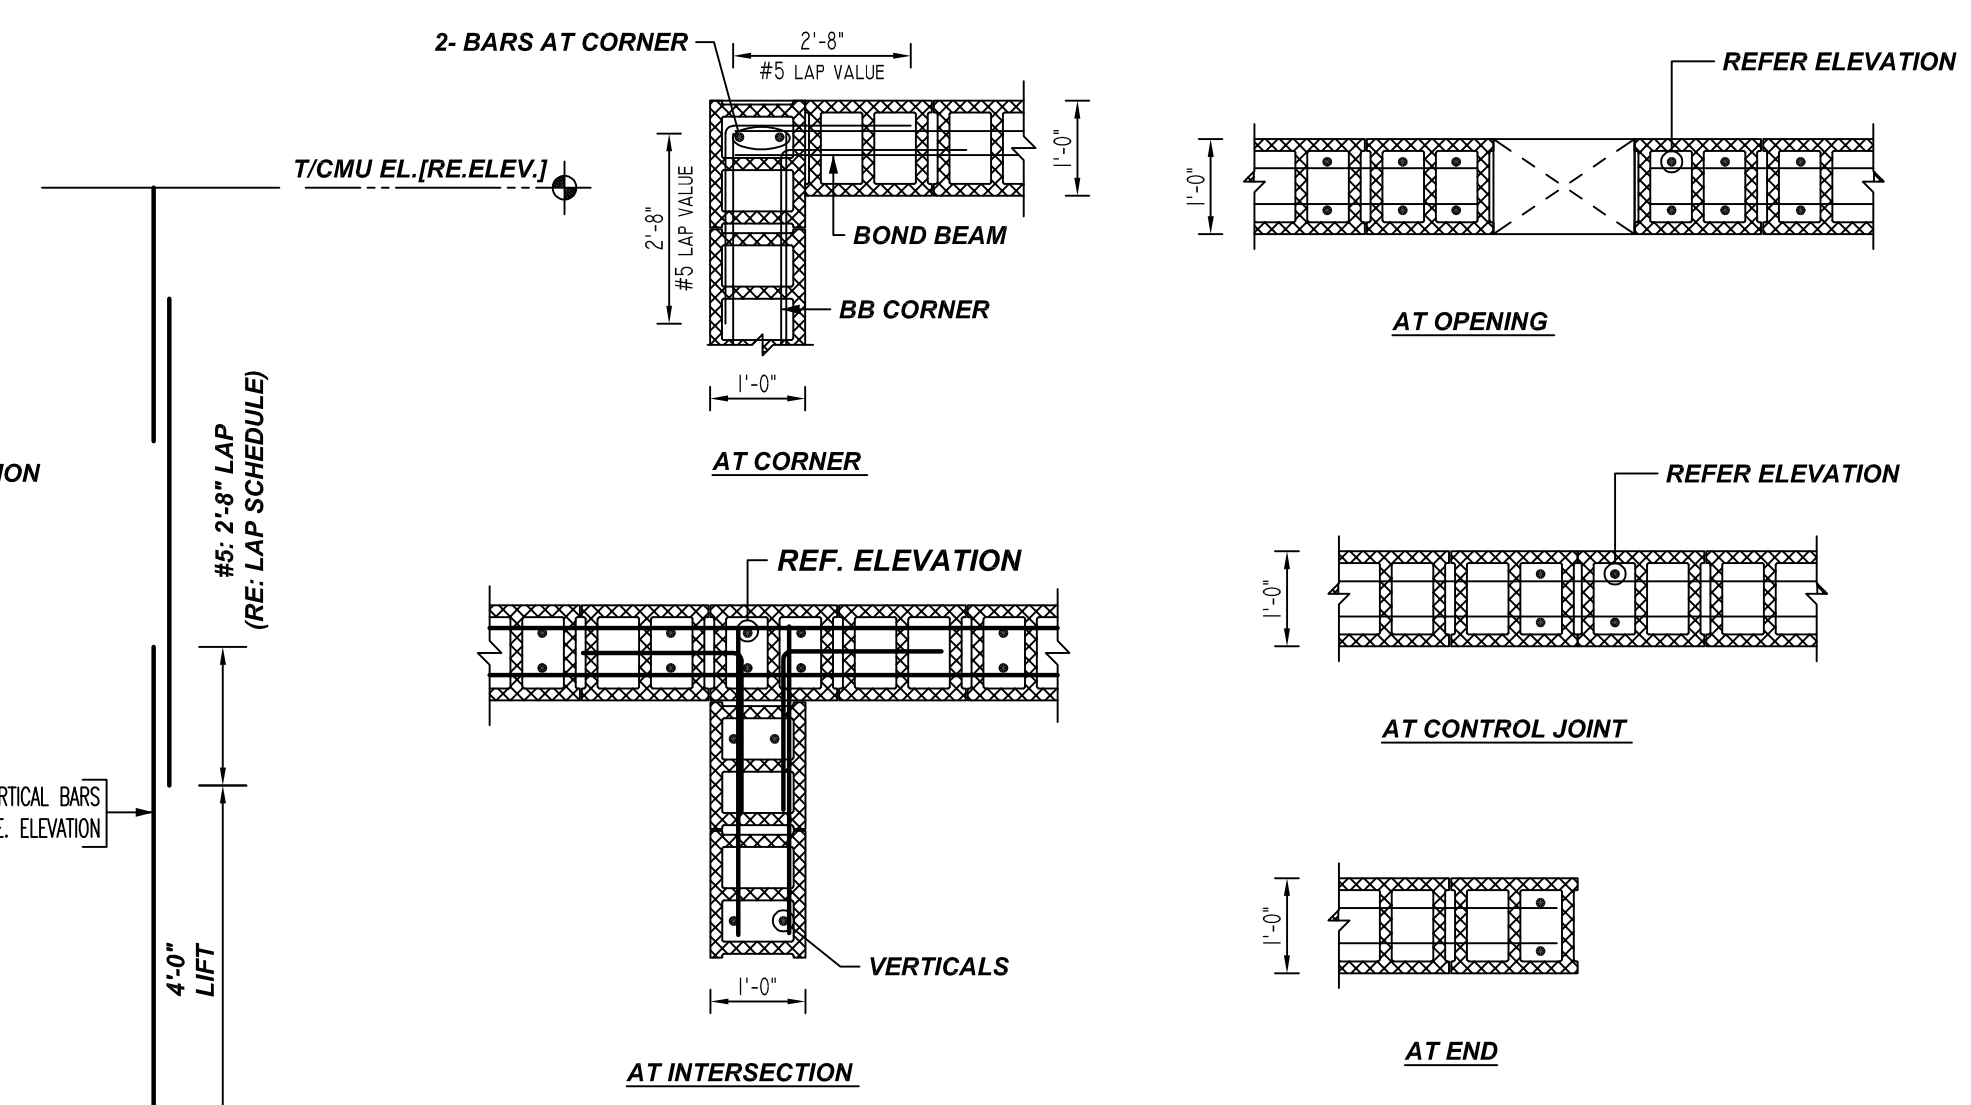 2- BARS AT CORNER
2'-8"
#5 LAP VALUE
1'-0"
2'-8"
#5 LAP VALUE
BOND BEAM
BB CORNER
1'-0"
AT CORNER
T/CMU EL.[RE.ELEV.]
#5: 2'-8" LAP
(RE: LAP SCHEDULE)
BARS
ELEVATION
4'-0"
LIFT
REF. ELEVATION
VERTICALS
1'-0"
AT INTERSECTION
REFER ELEVATION
1'-0"
AT OPENING
REFER ELEVATION
1'-0"
AT CONTROL JOINT
1'-0"
AT END